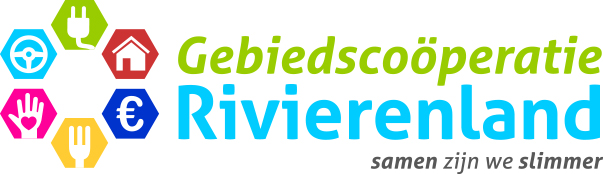 Gebiedscoöperatie
Rivierenland
samen zijn we slimmer
€